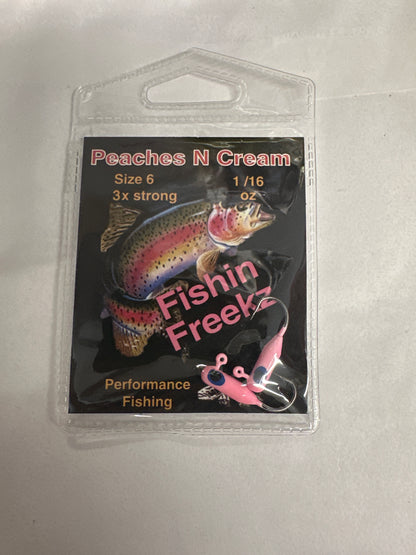 Peaches N Cream
Size 6
3x strong
1 /16
oz
Fishin
Freekz
Performance
Fishing